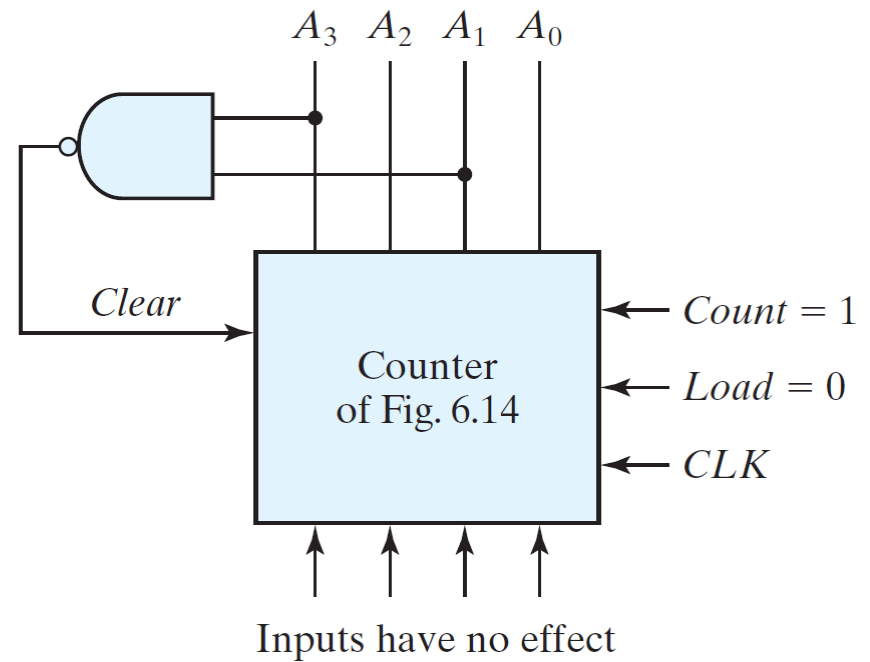 A₃ A₂ A₁ A₀
Clear
Count = 1
Counter
of Fig. 6.14
Load = 0
CLK
Inputs have no effect